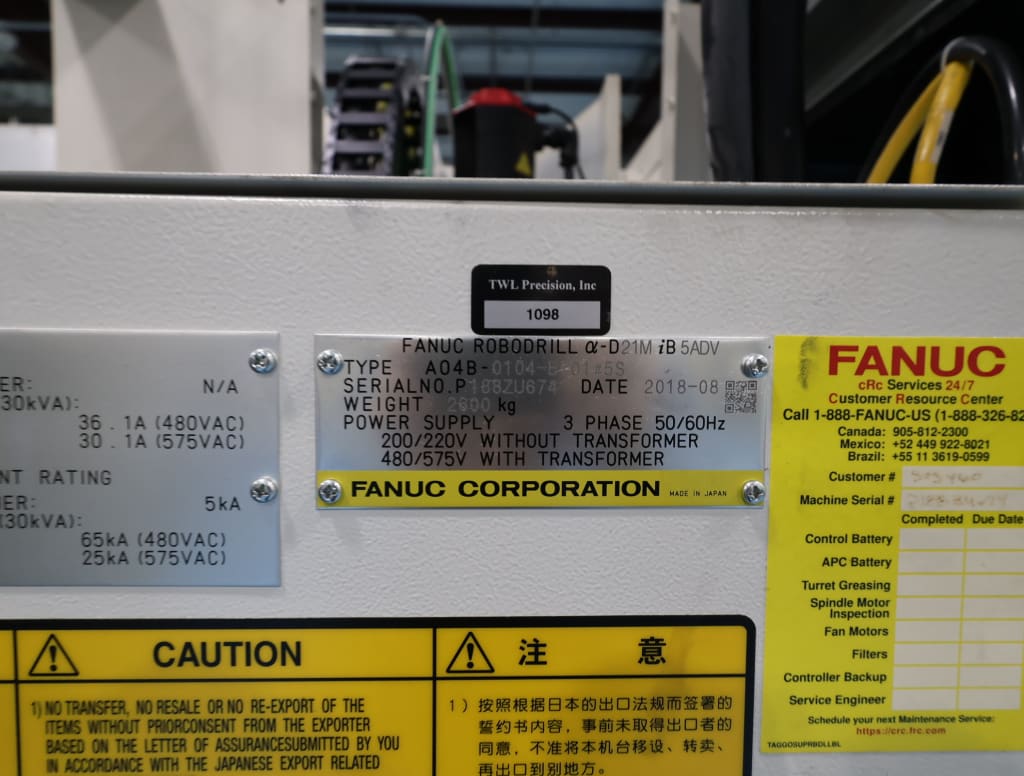 TWL Precision, Inc
1098
N/A
30kVA):
36.1A (480VAC)
30.1A (575VAC)
RATING
5kA
(30kVA):
65kA (480VAC)
25kA (575VAC)
FANUC ROBODRILL α-D21M iB 5ADV
TYPE A04B-0104-
SERIAL NO. DATE 2018-08
WEIGHT kg
POWER SUPPLY 3 PHASE 50/60Hz
200/220V WITHOUT TRANSFORMER
480/575V WITH TRANSFORMER
FANUC CORPORATION MADE IN JAPAN
FANUC
cRc Services 24/7
Customer Resource Center
Call 1-888-FANUC-US (1-888-326-82
Canada: 905-812-2300
Mexico: +52 449 922-8021
Brazil: +55 11 3619-0599
Customer #
Machine Serial #
Completed Due Date
Control Battery
APC Battery
Turret Greasing
Spindle Motor
Inspection
Fan Motors
Filters
Controller Backup
Service Engineer
Schedule your next Maintenance Service:
https://crc.frc.com
TAGGOSUPRBDLLBL
CAUTION
1) NO TRANSFER, NO RESALE OR NO RE-EXPORT OF THE
ITEMS WITHOUT PRIORCONSENT FROM THE EXPORTER
BASED ON THE LETTER OF ASSURANCESUBMITTED BY YOU
IN ACCORDANCE WITH THE JAPANESE EXPORT RELATED
注 意
1）按照根据日本的出口法规而签署的
誓约书内容，事前未取得出口者的
同意，不准将本机台移设、转卖、
再出口到别地方。